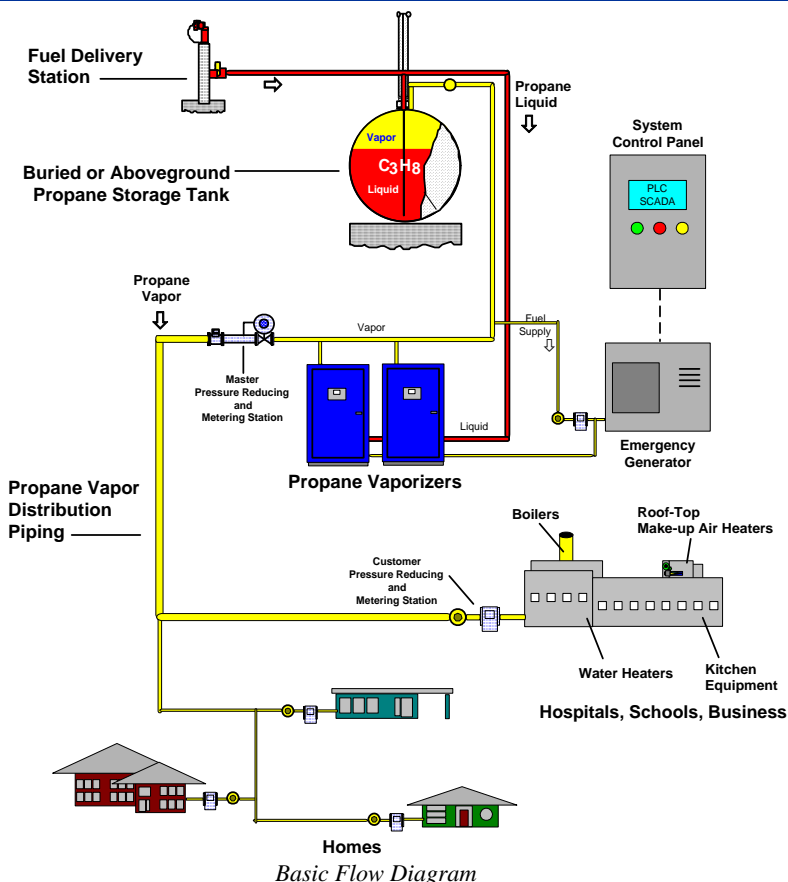 Fuel Delivery
Station
Propane
Liquid
System
Control Panel
Vapor
C3H8
Liquid
PLC
SCADA
Buried or Aboveground
Propane Storage Tank
Propane
Vapor
Vapor
Fuel
Supply
Master
Pressure Reducing
and
Metering Station
Liquid
Emergency
Generator
Propane Vaporizers
Propane Vapor
Distribution
Piping
Boilers
Roof-Top
Make-up Air Heaters
Customer
Pressure Reducing
and
Metering Station
Water Heaters
Kitchen
Equipment
Hospitals, Schools, Business
Homes
Basic Flow Diagram